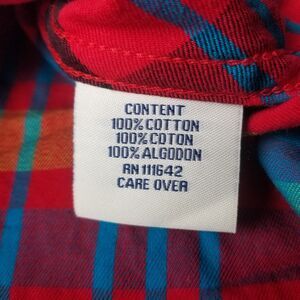 CONTENT
100% COTTON
100% COTON
100% ALGODON
RN 111642
CARE OVER